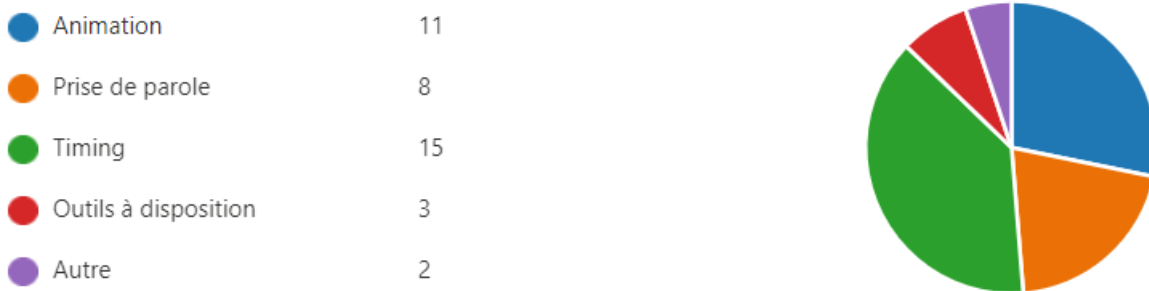 Animation 11
Prise de parole 8
Timing 15
Outils à disposition 3
Autre 2